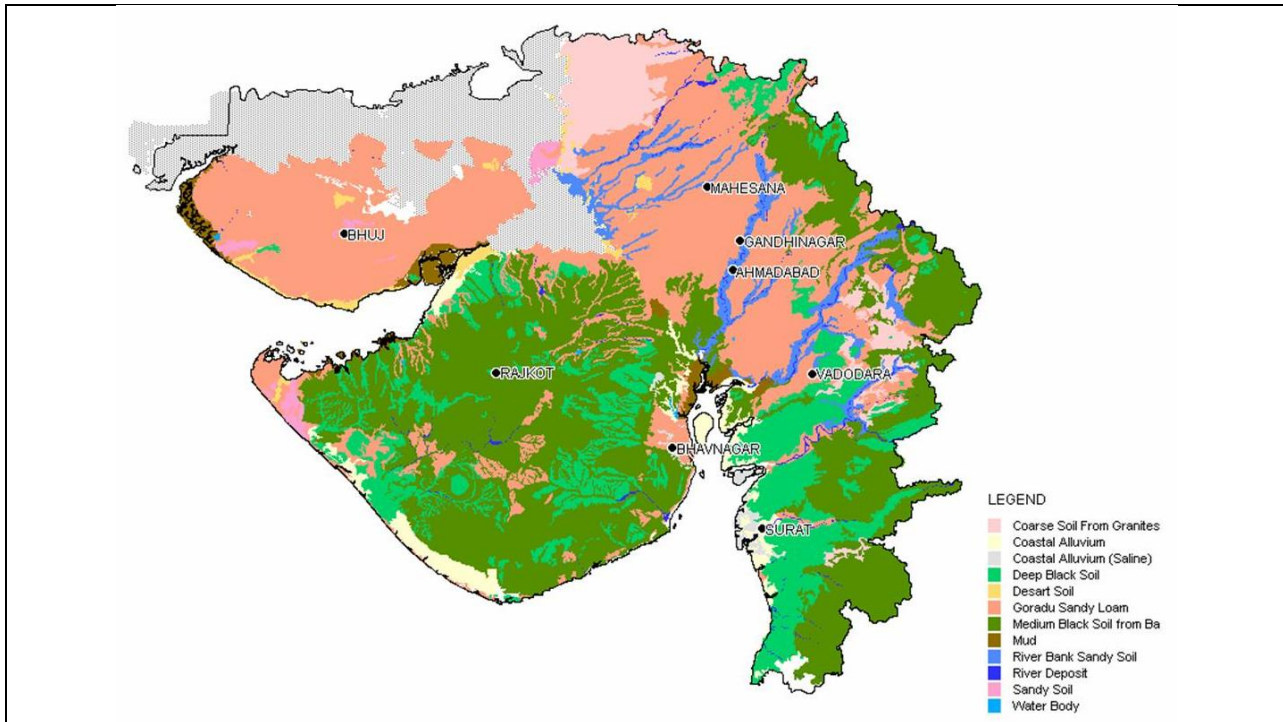 MAHESANA
BHUJ
GANDHINAGAR
AHMADABAD
RAJKOT
VADODARA
BHAVNAGAR
SURAT
LEGEND
Coarse Soil From Granites
Coastal Alluvium
Coastal Alluvium (Saline)
Deep Black Soil
Desart Soil
Goradu Sandy Loam
Medium Black Soil from Ba
Mud
River Bank Sandy Soil
River Deposit
Sandy Soil
Water Body